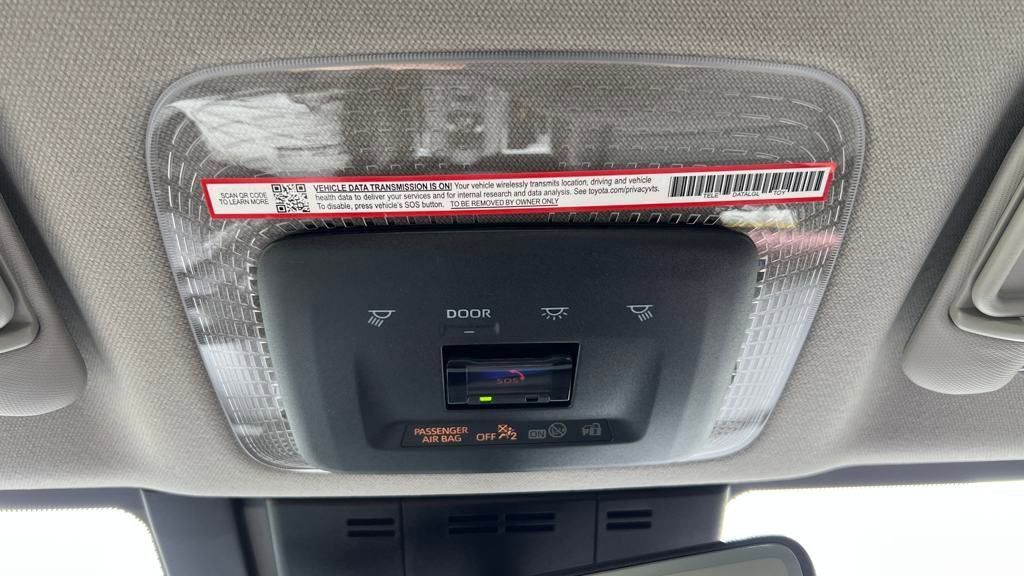 SCAN QR CODE
TO LEARN MORE
VEHICLE DATA TRANSMISSION IS ON! Your vehicle wirelessly transmits location, driving and vehicle
health data to deliver your services and for internal research and data analysis. See toyota.com/privacyvts.
To disable, press vehicle's SOS button. TO BE REMOVED BY OWNER ONLY
TELE DATALGL TOY
DOOR
SOS
PASSENGER
AIR BAG
OFF 2
ON